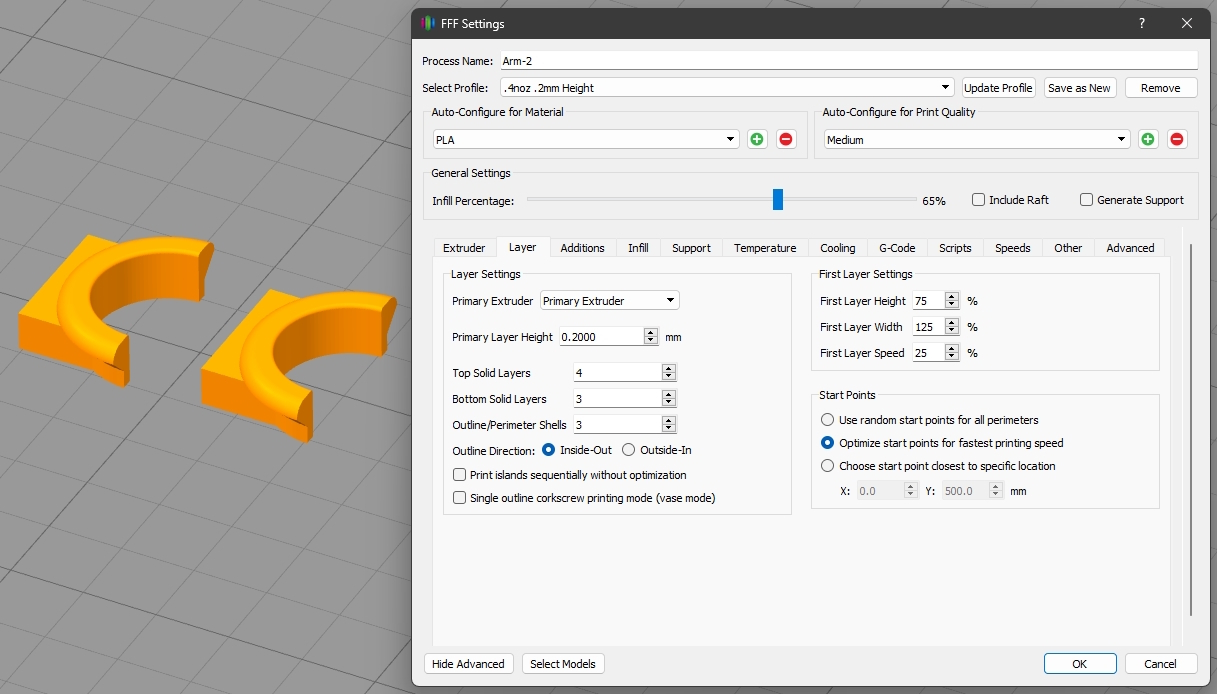 FFF Settings
?
Process Name: Arm-2
Select Profile: .4noz .2mm Height Update Profile Save as New Remove
Auto-Configure for Material
PLA
Auto-Configure for Print Quality
Medium
General Settings
Infill Percentage: 65% Include Raft Generate Support
Extruder Layer Additions Infill Support Temperature Cooling G-Code Scripts Speeds Other Advanced
Layer Settings
Primary Extruder Primary Extruder
Primary Layer Height 0.2000 mm
Top Solid Layers 4
Bottom Solid Layers 3
Outline/Perimeter Shells 3
Outline Direction: Inside-Out Outside-In
Print islands sequentially without optimization
Single outline corkscrew printing mode (vase mode)
First Layer Settings
First Layer Height 75 %
First Layer Width 125 %
First Layer Speed 25 %
Start Points
Use random start points for all perimeters
Optimize start points for fastest printing speed
Choose start point closest to specific location
X: 0.0 Y: 500.0 mm
Hide Advanced Select Models OK Cancel